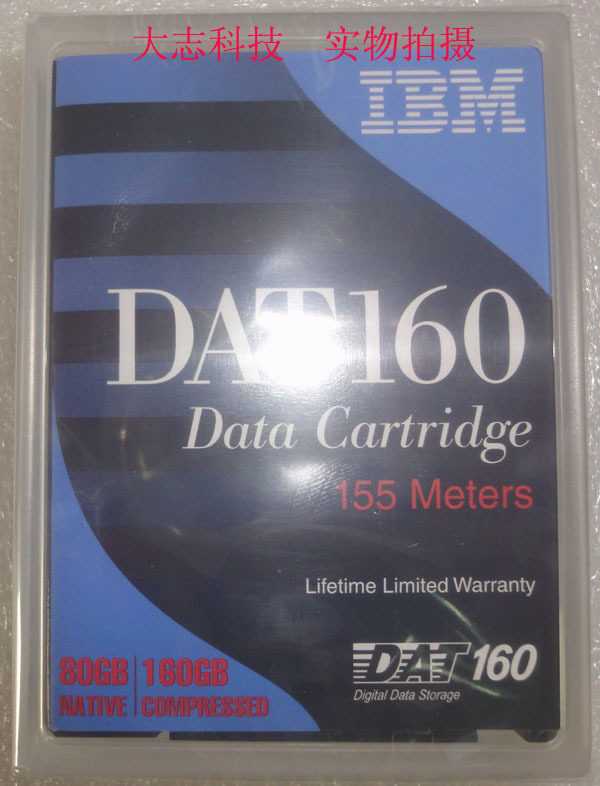 大志科技 实物拍摄
IBM
DAT160
Data Cartridge
155 Meters
Lifetime Limited Warranty
80GB 160GB
NATIVE COMPRESSED
DAT 160
Digital Data Storage